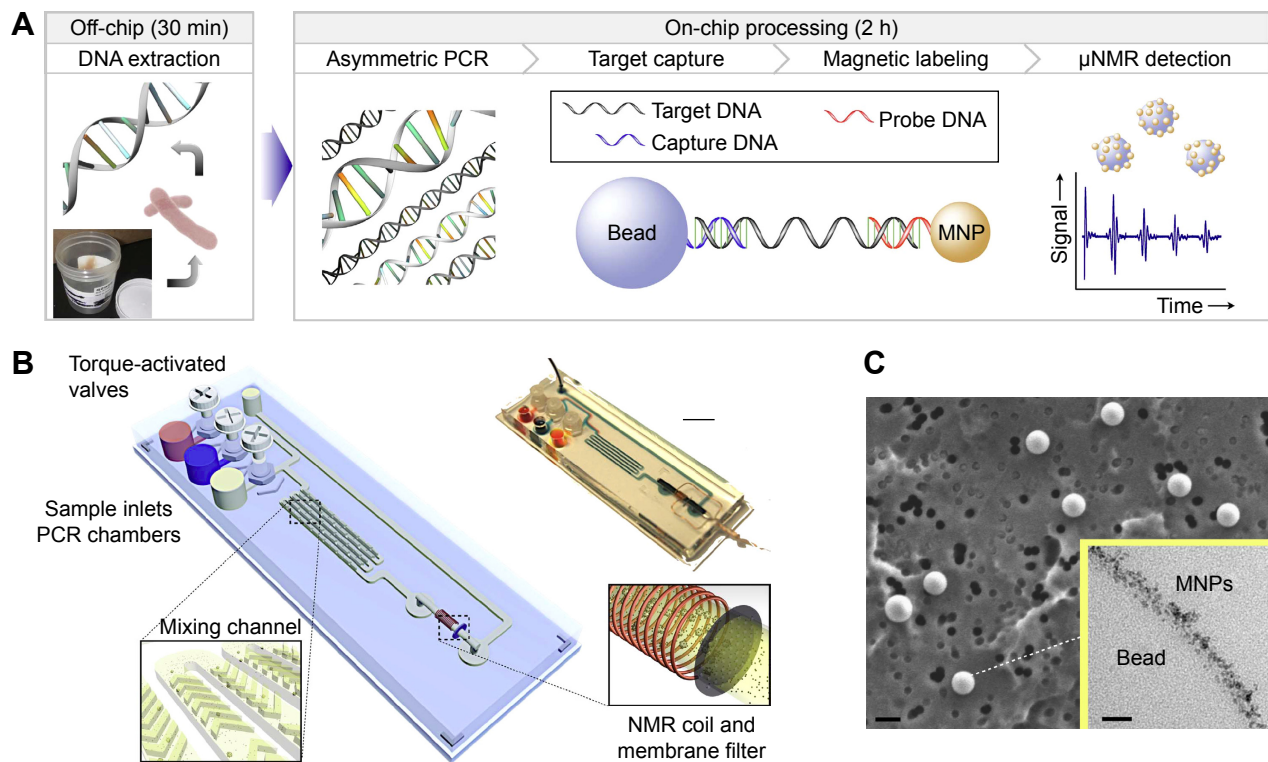 A
Off-chip (30 min)
DNA extraction
On-chip processing (2 h)
Asymmetric PCR
Target capture
Magnetic labeling
µNMR detection
Target DNA
Probe DNA
Capture DNA
Bead
MNP
Signal
Time
B
Torque-activated
valves
Sample inlets
PCR chambers
Mixing channel
NMR coil and
membrane filter
C
MNPs
Bead